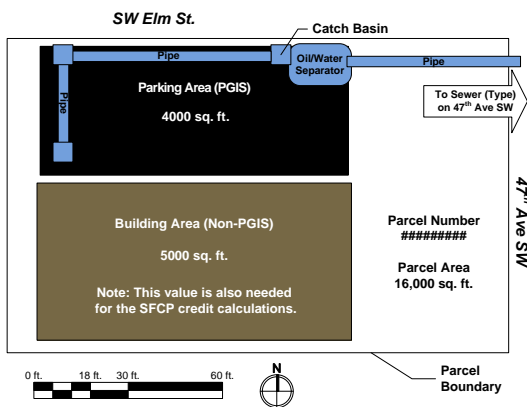 SW Elm St.
Catch Basin
Pipe
Oil/Water
Separator
Pipe
Pipe
Parking Area (PGIS)
4000 sq. ft.
To Sewer (Type)
on 47th Ave SW
47th Ave SW
Building Area (Non-PGIS)
5000 sq. ft.
Note: This value is also needed
for the SFCP credit calculations.
Parcel Number
#########
Parcel Area
16,000 sq. ft.
0 ft.
18 ft.
30 ft.
60 ft.
N
Parcel
Boundary